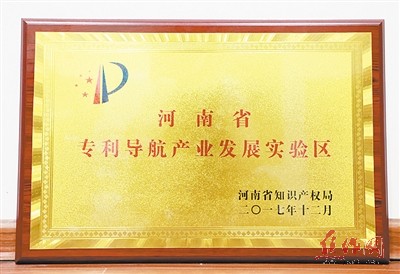 河南省
专利导航产业发展实验区
河南省知识产权局
二〇一七年十二月